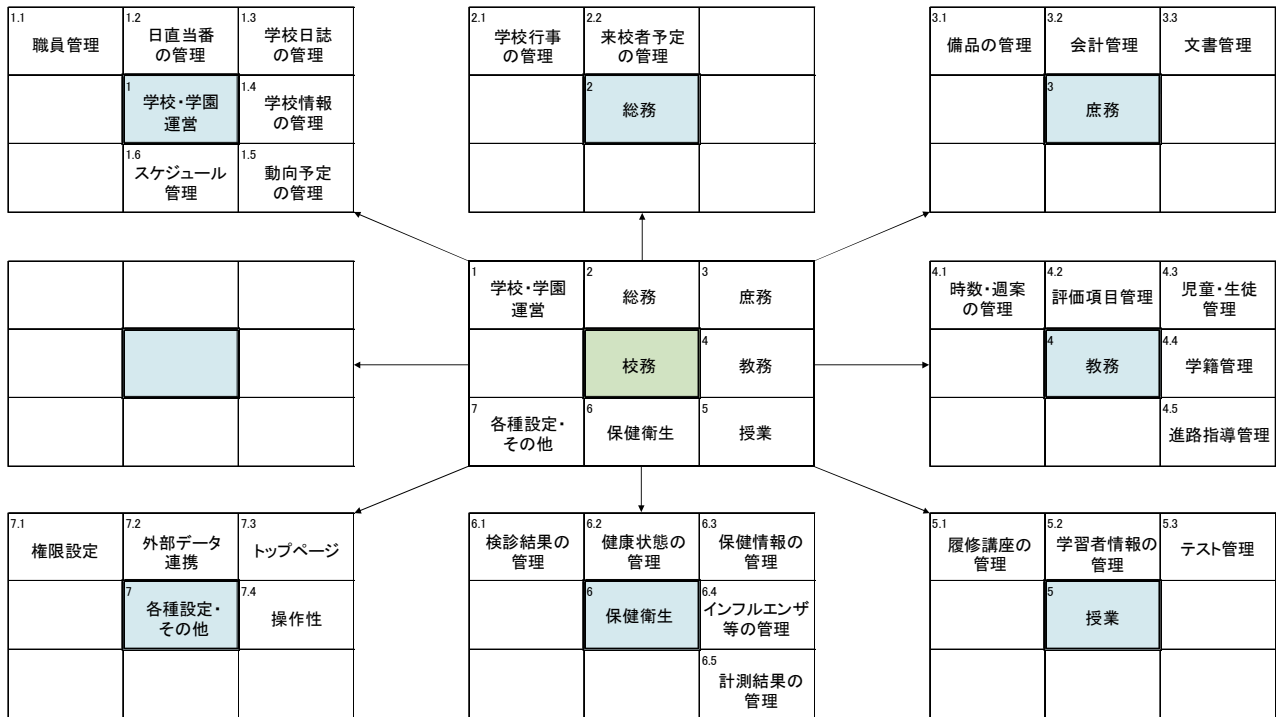 1.1
職員管理
1.2
日直当番
の管理
1.3
学校日誌
の管理
1
学校・学園
運営
1.4
学校情報
の管理
1.6
スケジュール
管理
1.5
動向予定
の管理
2.1
学校行事
の管理
2.2
来校者予定
の管理
2
総務
3.1
備品の管理
3.2
会計管理
3.3
文書管理
3
庶務
1
学校・学園
運営
2
総務
3
庶務
校務
4
教務
7
各種設定・
その他
6
保健衛生
5
授業
4.1
時数・週案
の管理
4.2
評価項目管理
4.3
児童・生徒
管理
4
教務
4.4
学籍管理
4.5
進路指導管理
7.1
権限設定
7.2
外部データ
連携
7.3
トップページ
7
各種設定・
その他
7.4
操作性
6.1
検診結果の
管理
6.2
健康状態の
管理
6.3
保健情報の
管理
6
保健衛生
6.4
インフルエンザ
等の管理
6.5
計測結果の
管理
5.1
履修講座の
管理
5.2
学習者情報の
管理
5.3
テスト管理
5
授業